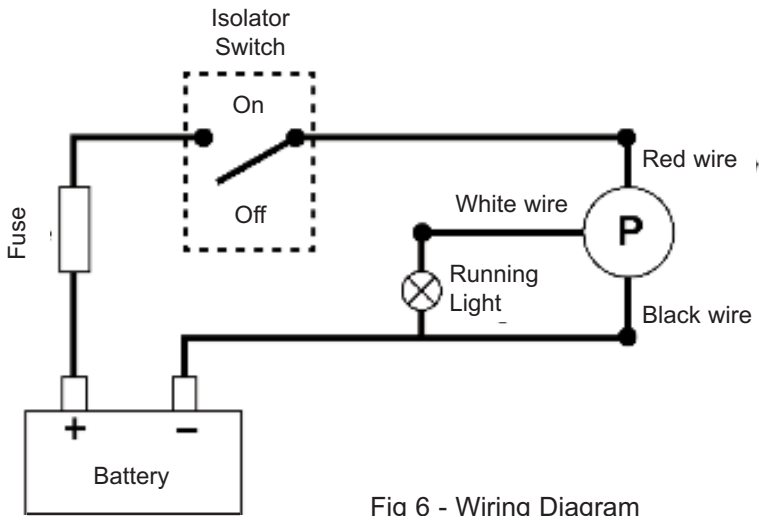 Isolator
Switch
On
Off
Fuse
Red wire
White wire
P
Running
Light
Black wire
+
–
Battery
Fig 6 - Wiring Diagram